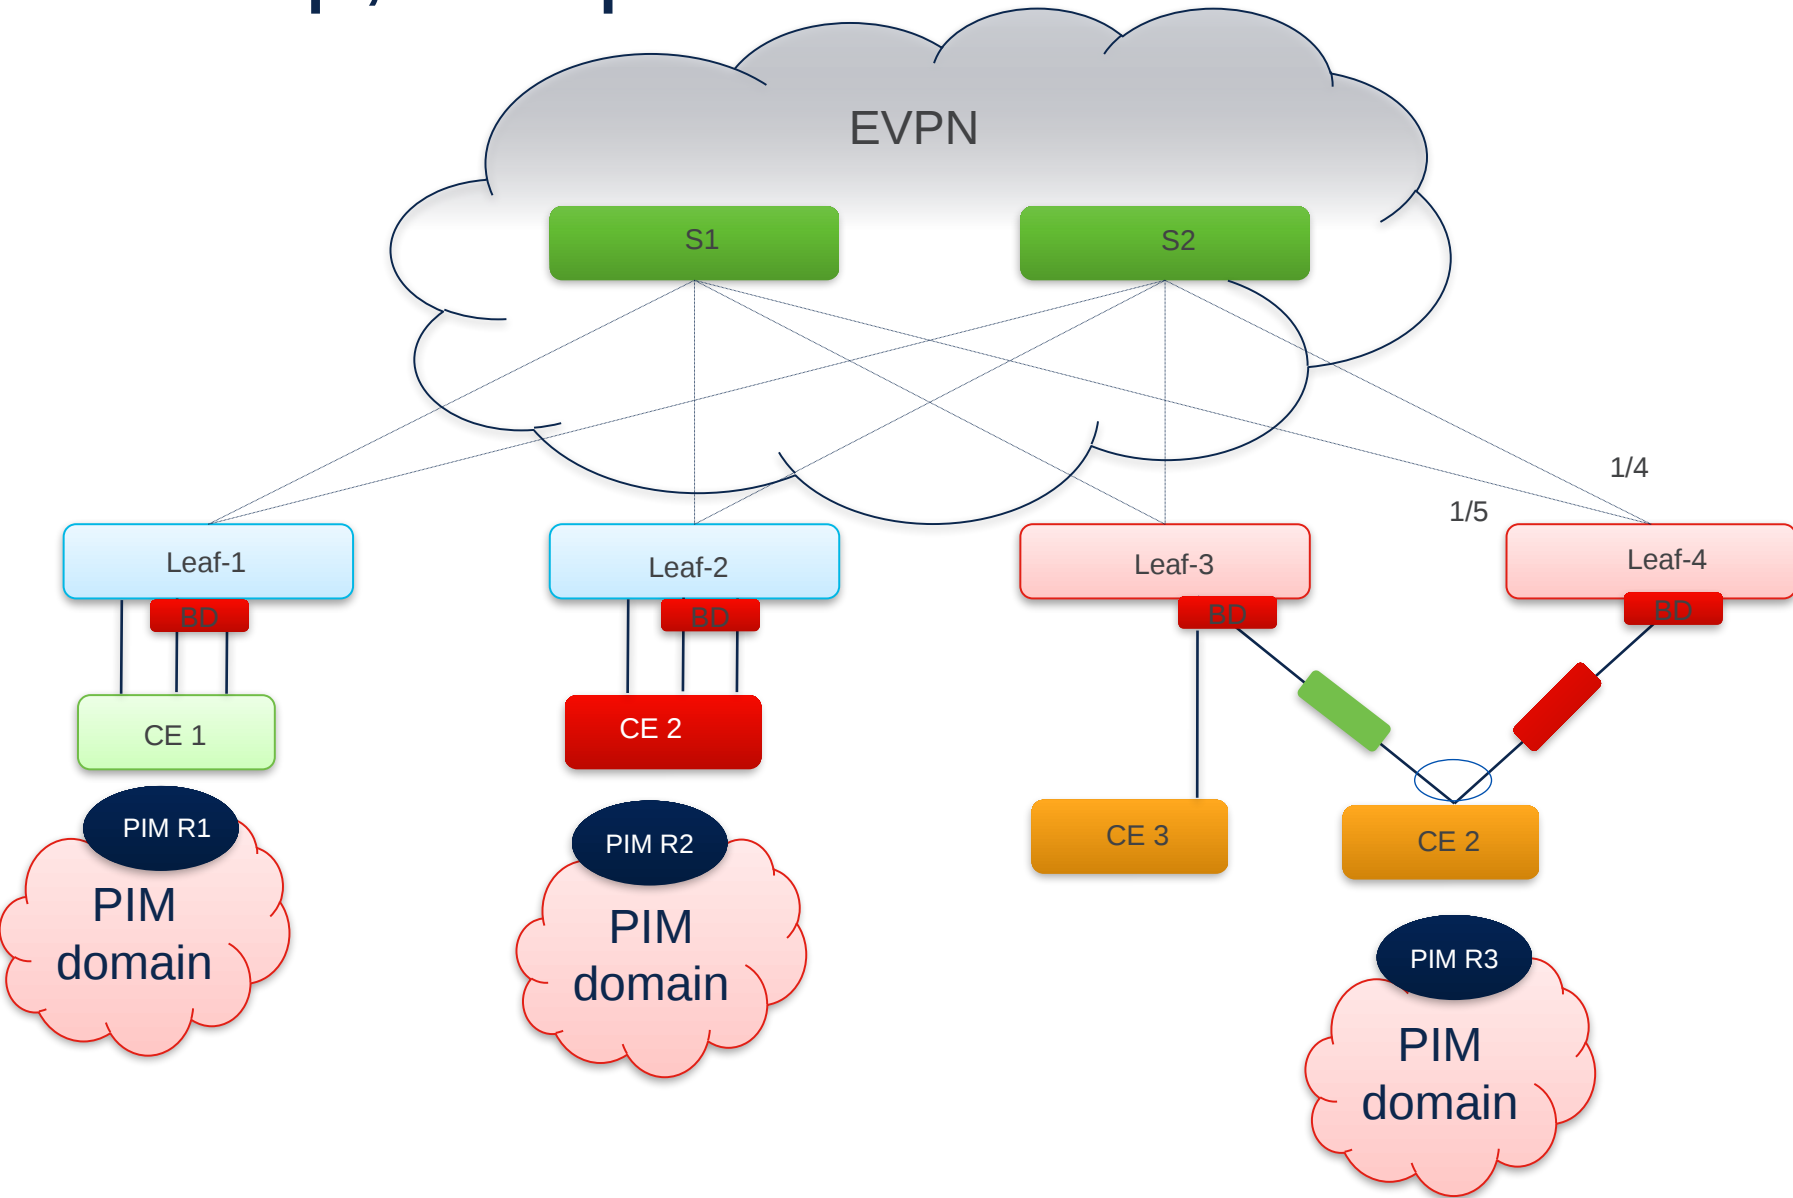 EVPN
S1
S2
1/4
1/5
Leaf-1
Leaf-2
Leaf-3
Leaf-4
BD
BD
BD
BD
CE 1
CE 2
CE 3
CE 2
PIM R1
PIM R2
PIM
domain
PIM
domain
PIM R3
PIM
domain